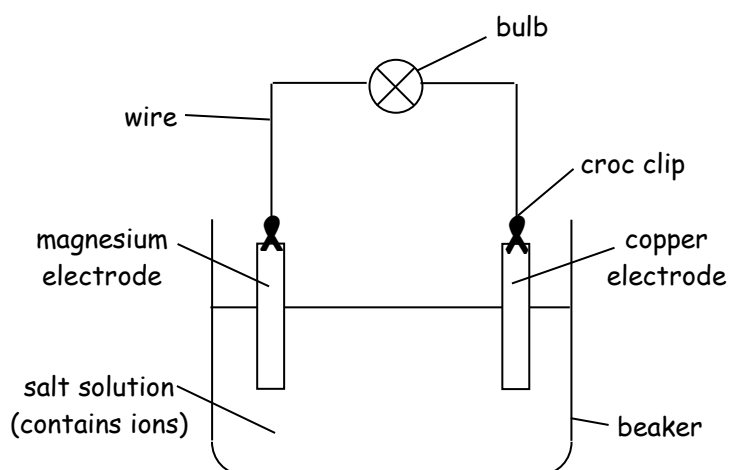 bulb
wire
croc clip
magnesium
electrode
copper
electrode
salt solution
(contains ions)
beaker